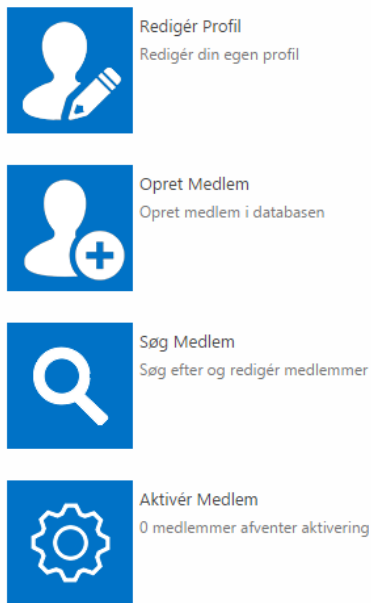 Redigér Profil
Redigér din egen profil
Opret Medlem
Opret medlem i databasen
Søg Medlem
Søg efter og redigér medlemmer
Aktivér Medlem
0 medlemmer afventer aktivering